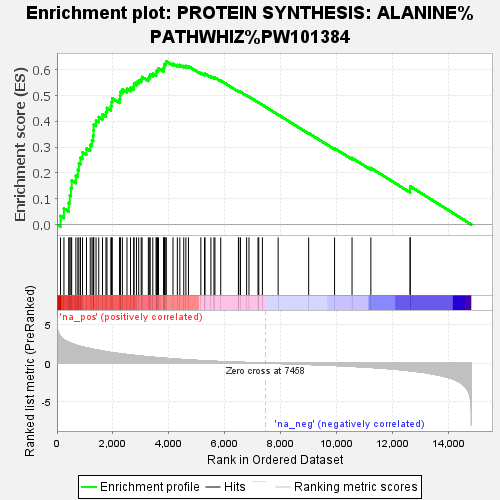 Enrichment plot: PROTEIN SYNTHESIS: ALANINE%
PATHWHIZ%PW101384
Enrichment score (ES)
0.6
0.5
0.4
0.3
0.2
0.1
0.0
'na_pos' (positively correlated)
Ranked list metric (PreRanked)
5
0
-5
Zero cross at 7458
'na_neg' (negatively correlated)
0
2,000
4,000
6,000
8,000
10,000
12,000
14,000
Rank in Ordered Dataset
Enrichment profile
Hits
Ranking metric scores